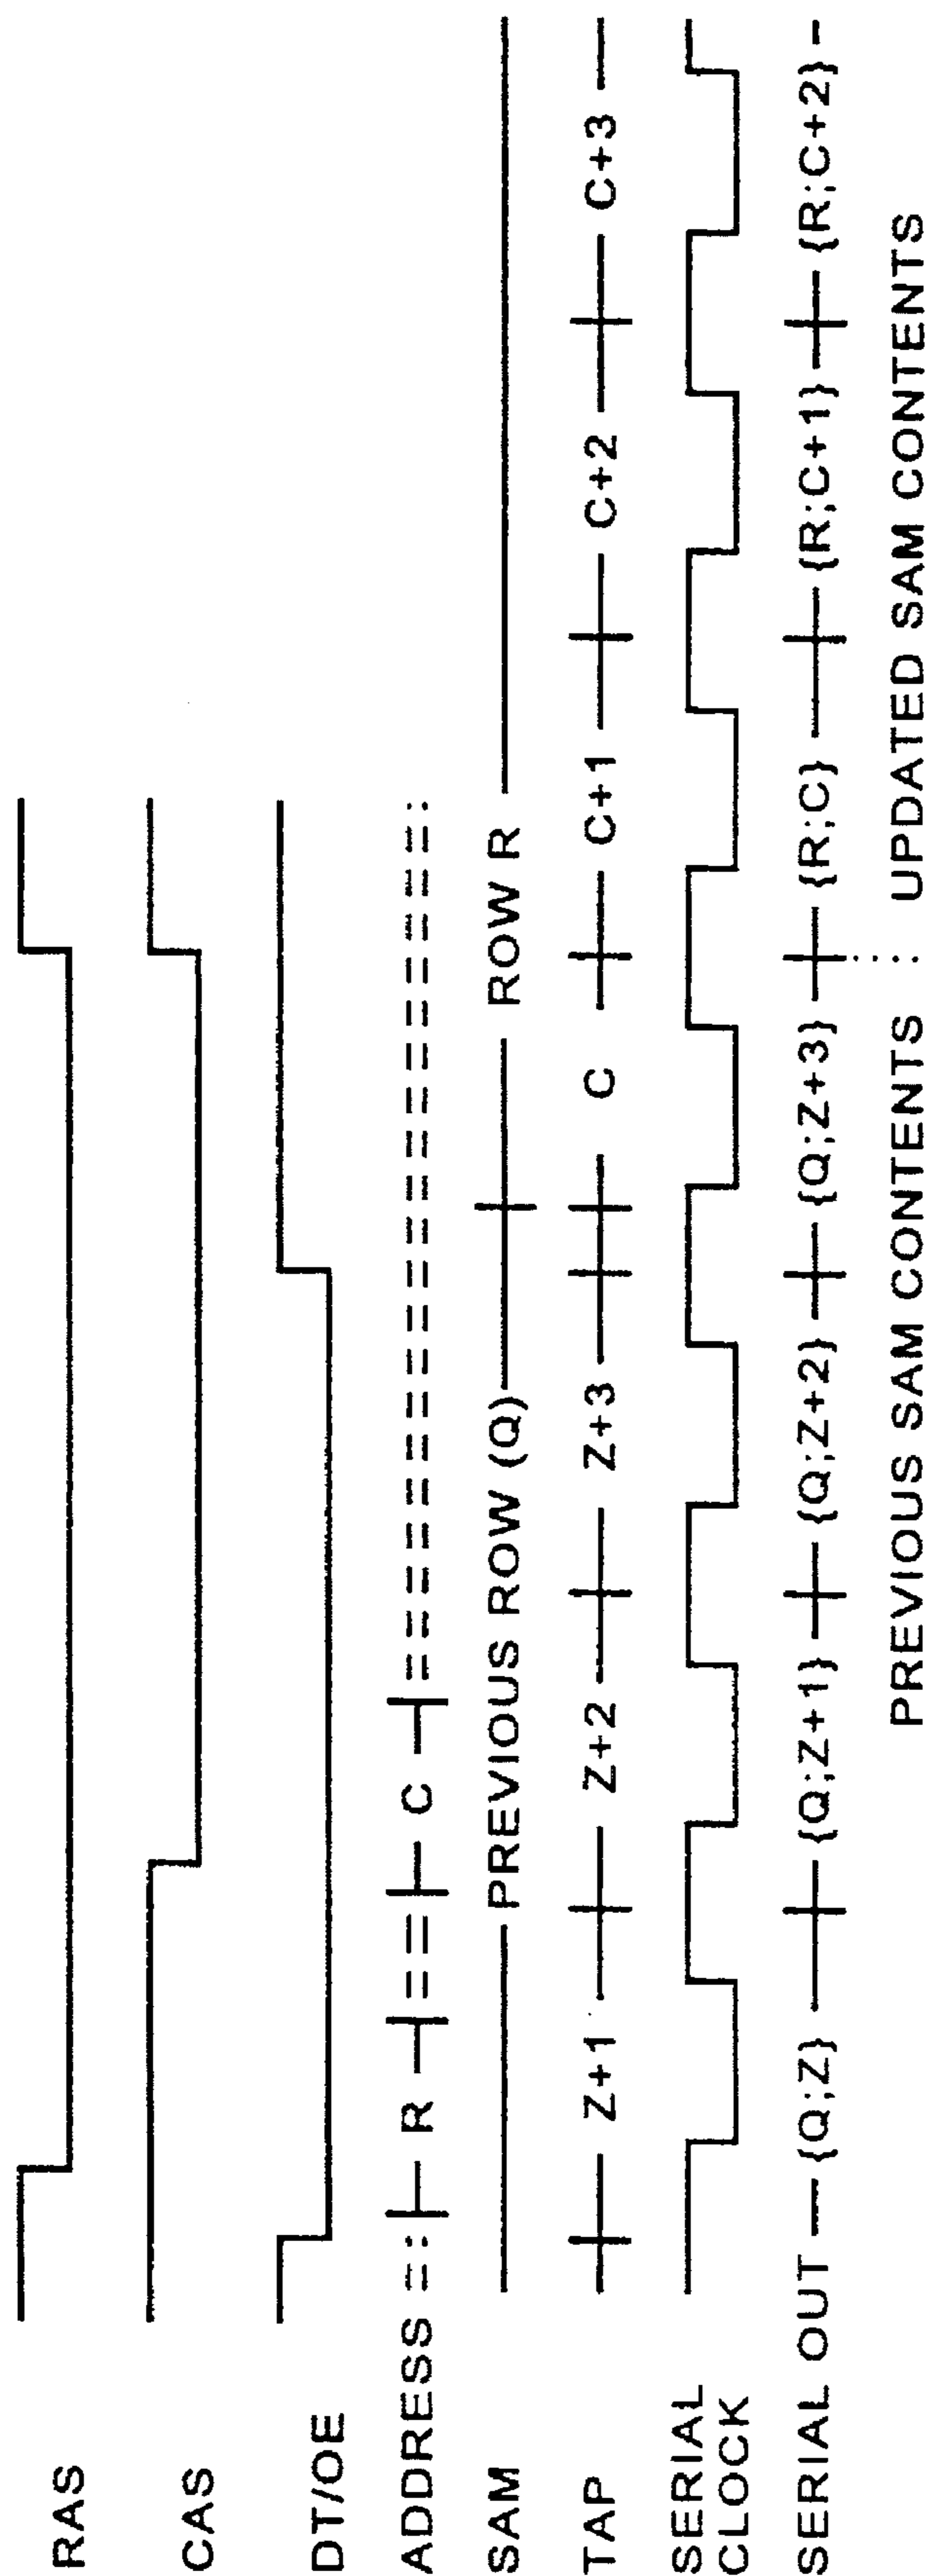 RAS
CAS
DT/OE
ADDRESS R C
SAM PREVIOUS ROW (Q) ROW R
TAP Z+1 Z+2 Z+3 C C+1 C+2 C+3
SERIAL
CLOCK
SERIAL OUT {Q;Z} {Q;Z+1} {Q;Z+2} {Q;Z+3} {R;C} {R;C+1} {R;C+2}
PREVIOUS SAM CONTENTS : UPDATED SAM CONTENTS